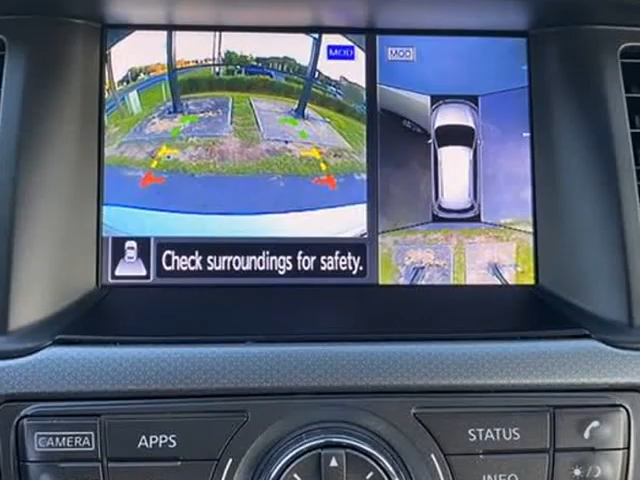 MOD
MOD
Check surroundings for safety.
CAMERA
APPS
STATUS
INFO